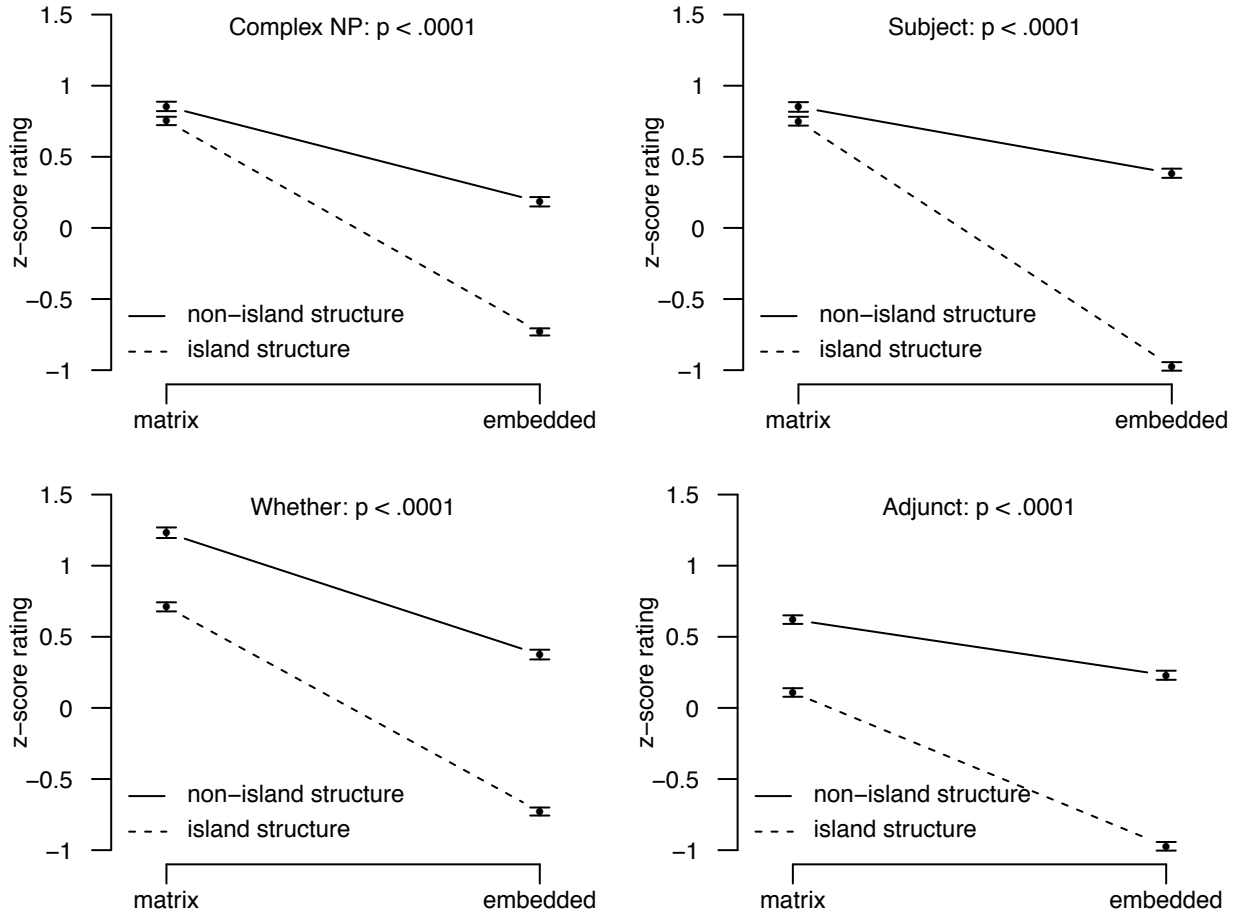 Complex NP: p < .0001
1.5
1
0.5
0
−0.5
−1
z−score rating
non−island structure
island structure
matrix
embedded
Subject: p < .0001
1.5
1
0.5
0
−0.5
−1
z−score rating
non−island structure
island structure
matrix
embedded
Whether: p < .0001
1.5
1
0.5
0
−0.5
−1
z−score rating
non−island structure
island structure
matrix
embedded
Adjunct: p < .0001
1.5
1
0.5
0
−0.5
−1
z−score rating
non−island structure
island structure
matrix
embedded